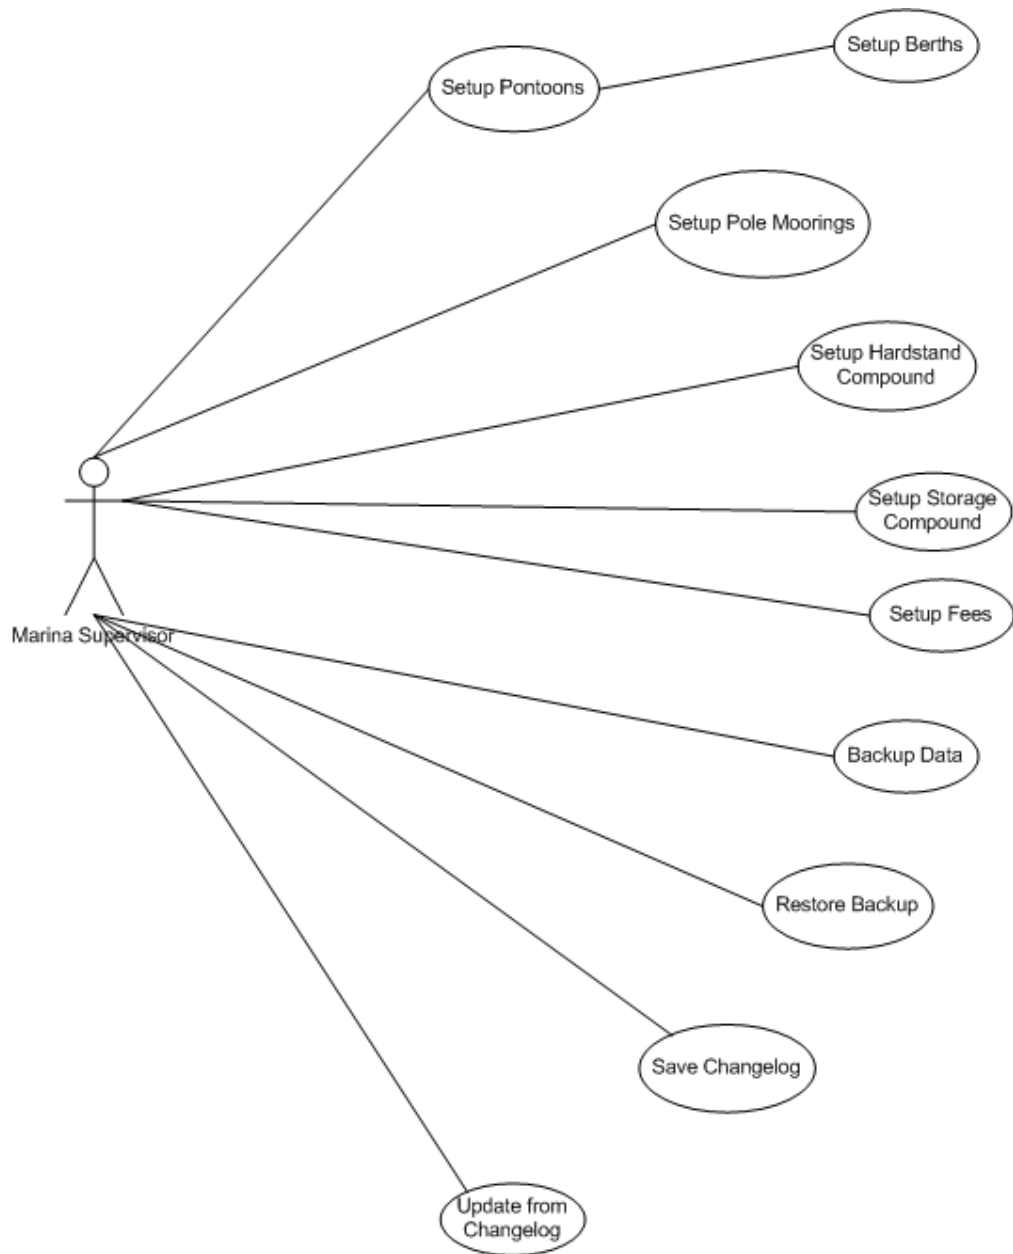 Setup Berths
Setup Pontoons
Setup Pole Moorings
Setup Hardstand
Compound
Setup Storage
Compound
Setup Fees
Marina Supervisor
Backup Data
Restore Backup
Save Changelog
Update from
Changelog